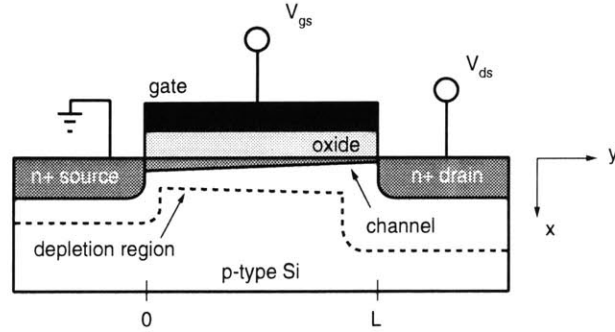 V_gs
V_ds
gate
oxide
y
n+ source
n+ drain
x
channel
depletion region
p-type Si
0
L